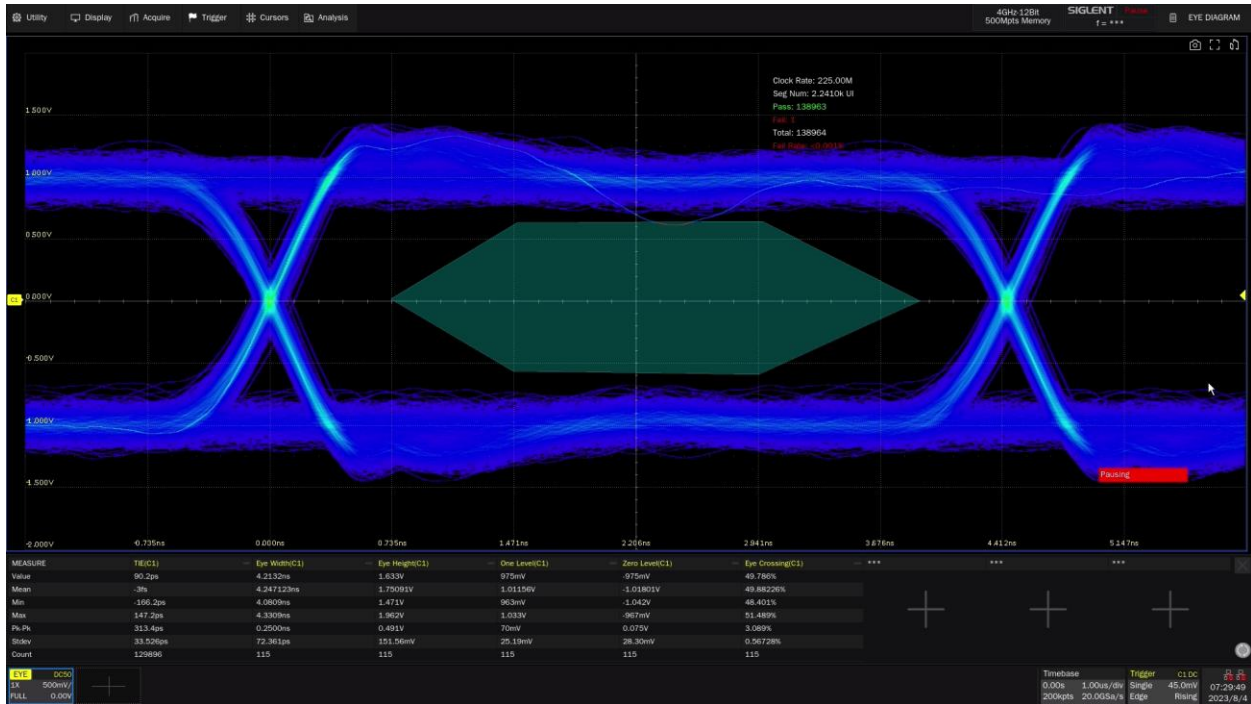 Utility Display Acquire Trigger Cursors Analysis 4GHz-12Bit 500Mpts Memory SIGLENT Pause f = *** EYE DIAGRAM
Clock Rate: 225.00M
Seg Num: 2.2410k UI
Pass: 138963
Fail: 1
Total: 138964
1.500V
1.000V
0.500V
C1 0.000V
-0.500V
-1.000V
-1.500V
Pausing
-2.000V -0.735ns 0.000ns 0.735ns 1.471ns 2.206ns 2.941ns 3.676ns 4.412ns 5.147ns
MEASURE TIE(C1) Eye Width(C1) Eye Height(C1) One Level(C1) Zero Level(C1) Eye Crossing(C1) *** *** ***
Value 90.2ps 4.2132ns 1.633V 975mV -975mV 49.786%
Mean -3fs 4.247123ns 1.75091V 1.01156V -1.01801V 49.88226%
Min -166.2ps 4.0809ns 1.471V 963mV -1.042V 48.401%
Max 147.2ps 4.3309ns 1.962V 1.033V -967mV 51.489%
Pk-Pk 313.4ps 0.2500ns 0.491V 70mV 0.075V 3.089%
Stdev 33.526ps 72.361ps 151.56mV 25.19mV 28.30mV 0.56728%
Count 129896 115 115 115 115 115
EYE DC50 Timebase Trigger C1 DC
1X 500mV/ 0.00s 1.00us/div Single 45.0mV 07:29:49
FULL 0.00V 200kpts 20.0GSa/s Edge Rising 2023/8/4